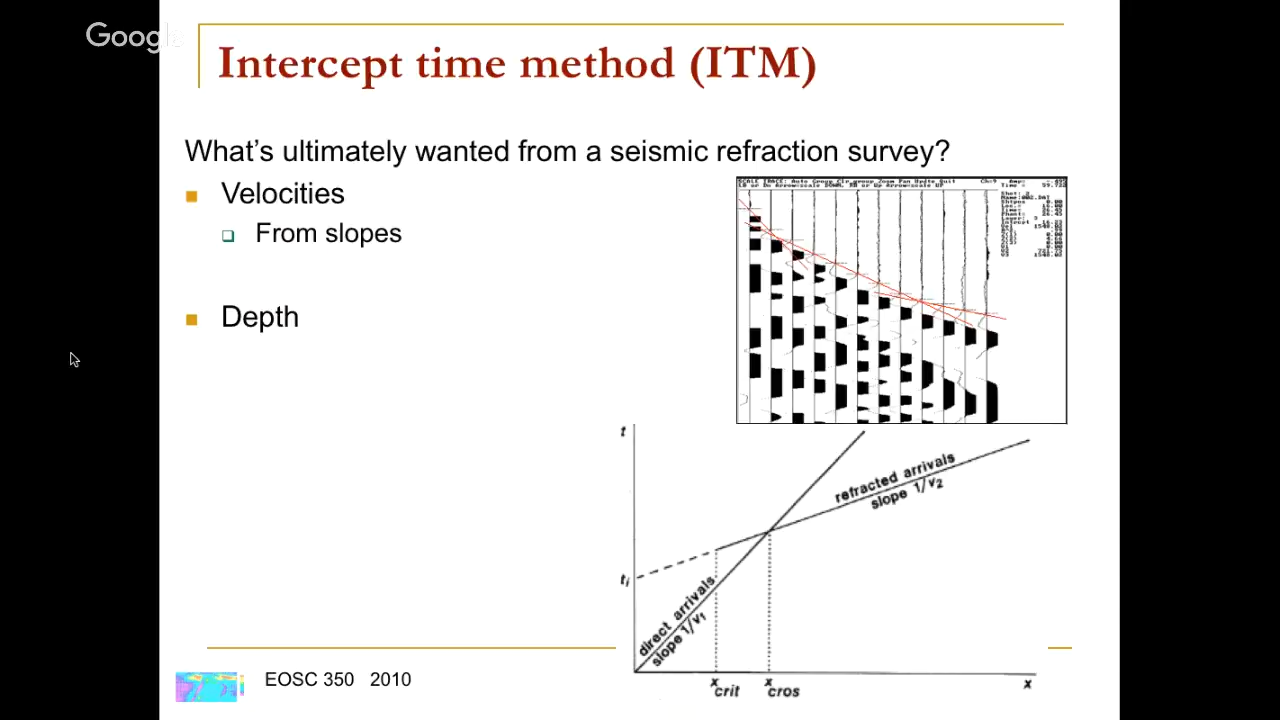 Google
Intercept time method (ITM)
What's ultimately wanted from a seismic refraction survey?
Velocities
From slopes
Depth
t
refracted arrivals
slope 1/v2
ti
direct arrivals
slope 1/v1
xcrit
xcros
x
EOSC 350 2010